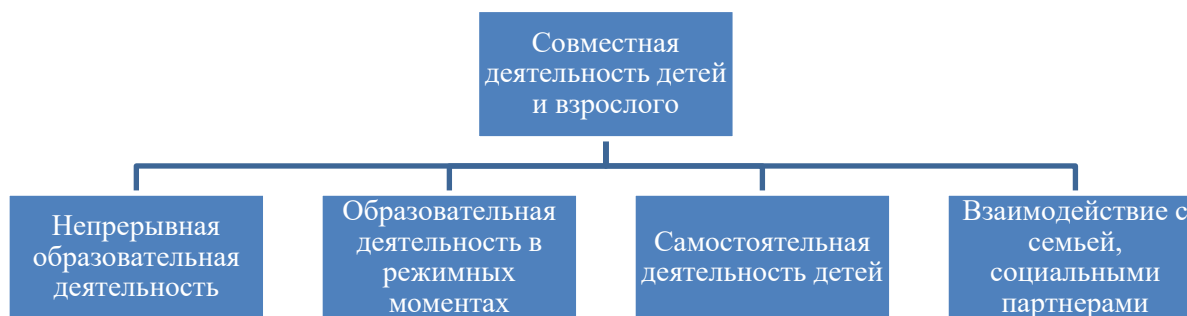 Совместная
деятельность детей
и взрослого
Непрерывная
образовательная
деятельность
Образовательная
деятельность в
режимных
моментах
Самостоятельная
деятельность детей
Взаимодействие с
семьей,
социальными
партнерами